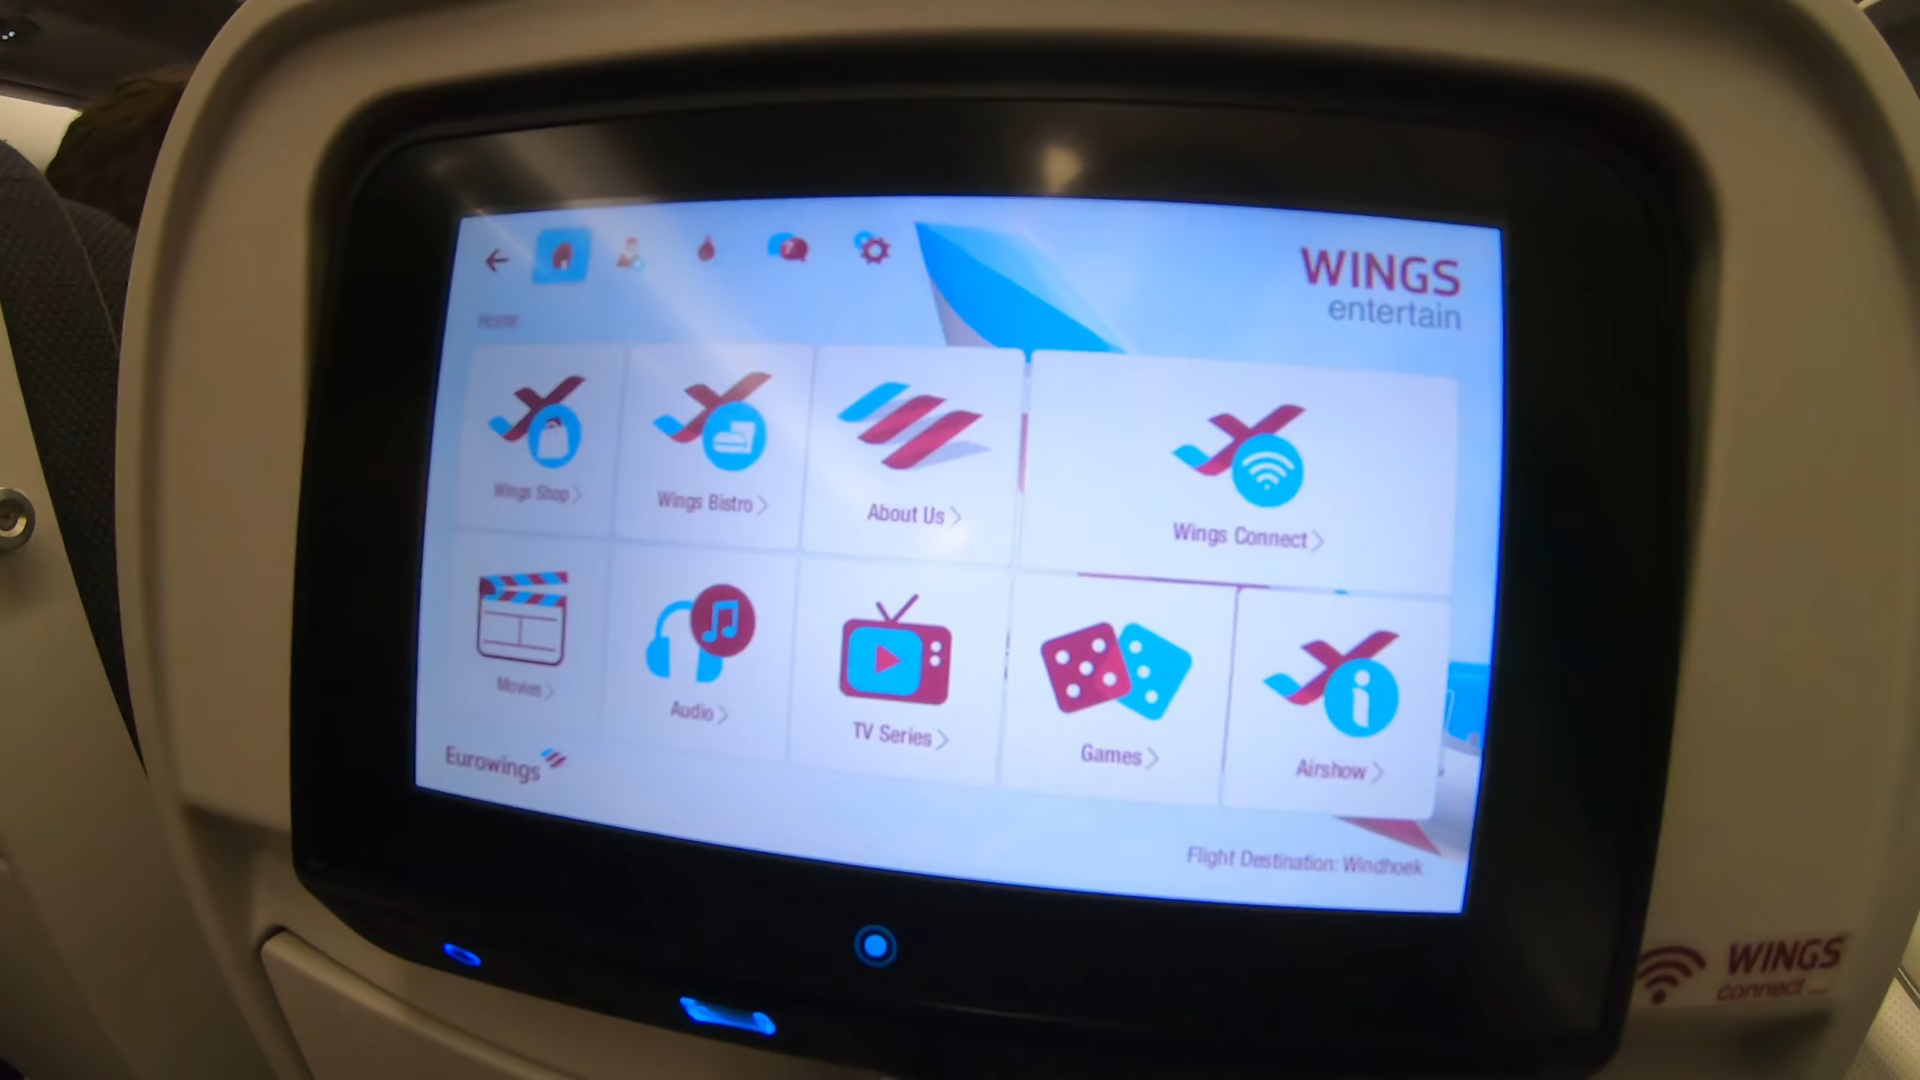 WINGS
entertain
Home
Wings Shop
Wings Bistro
About Us
Wings Connect
Movies
Audio
TV Series
Games
Airshow
Eurowings
Flight Destination: Windhoek
WINGS
connect